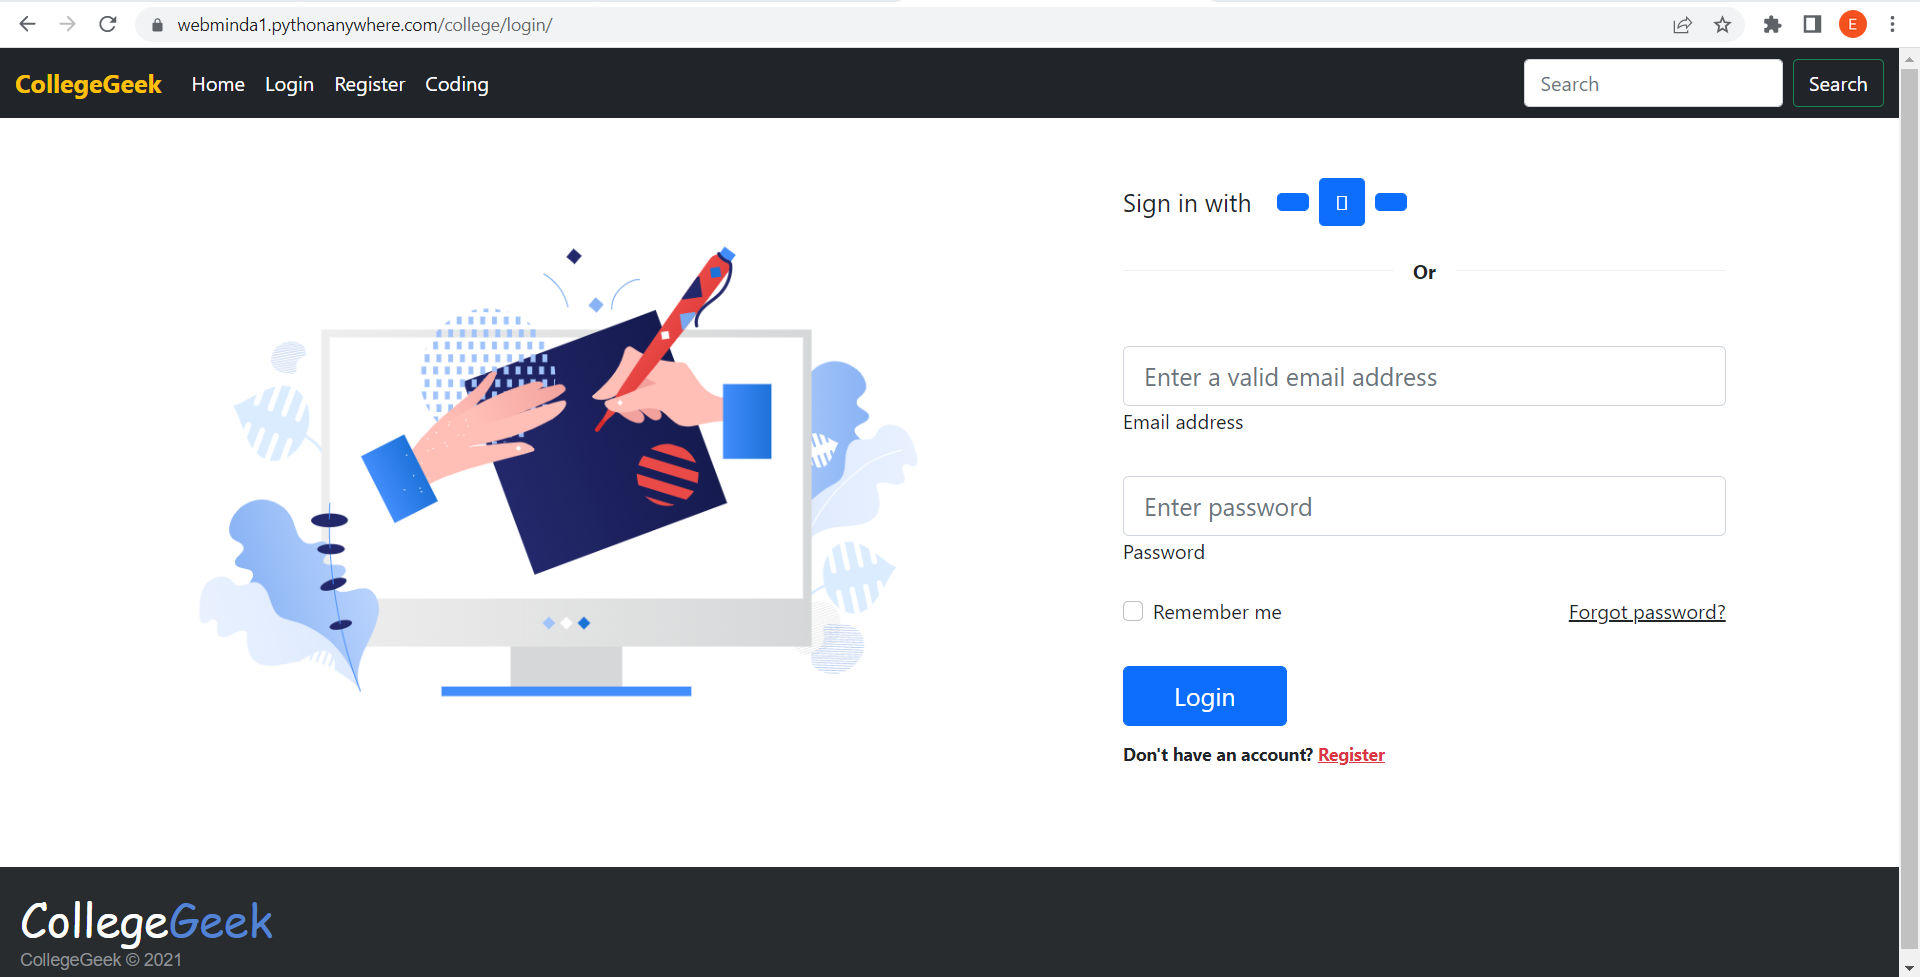 webminda1.pythonanywhere.com/college/login/
E
CollegeGeek Home Login Register Coding Search Search
Sign in with
Or
Enter a valid email address
Email address
Enter password
Password
Remember me Forgot password?
Login
Don't have an account? Register
CollegeGeek
CollegeGeek © 2021